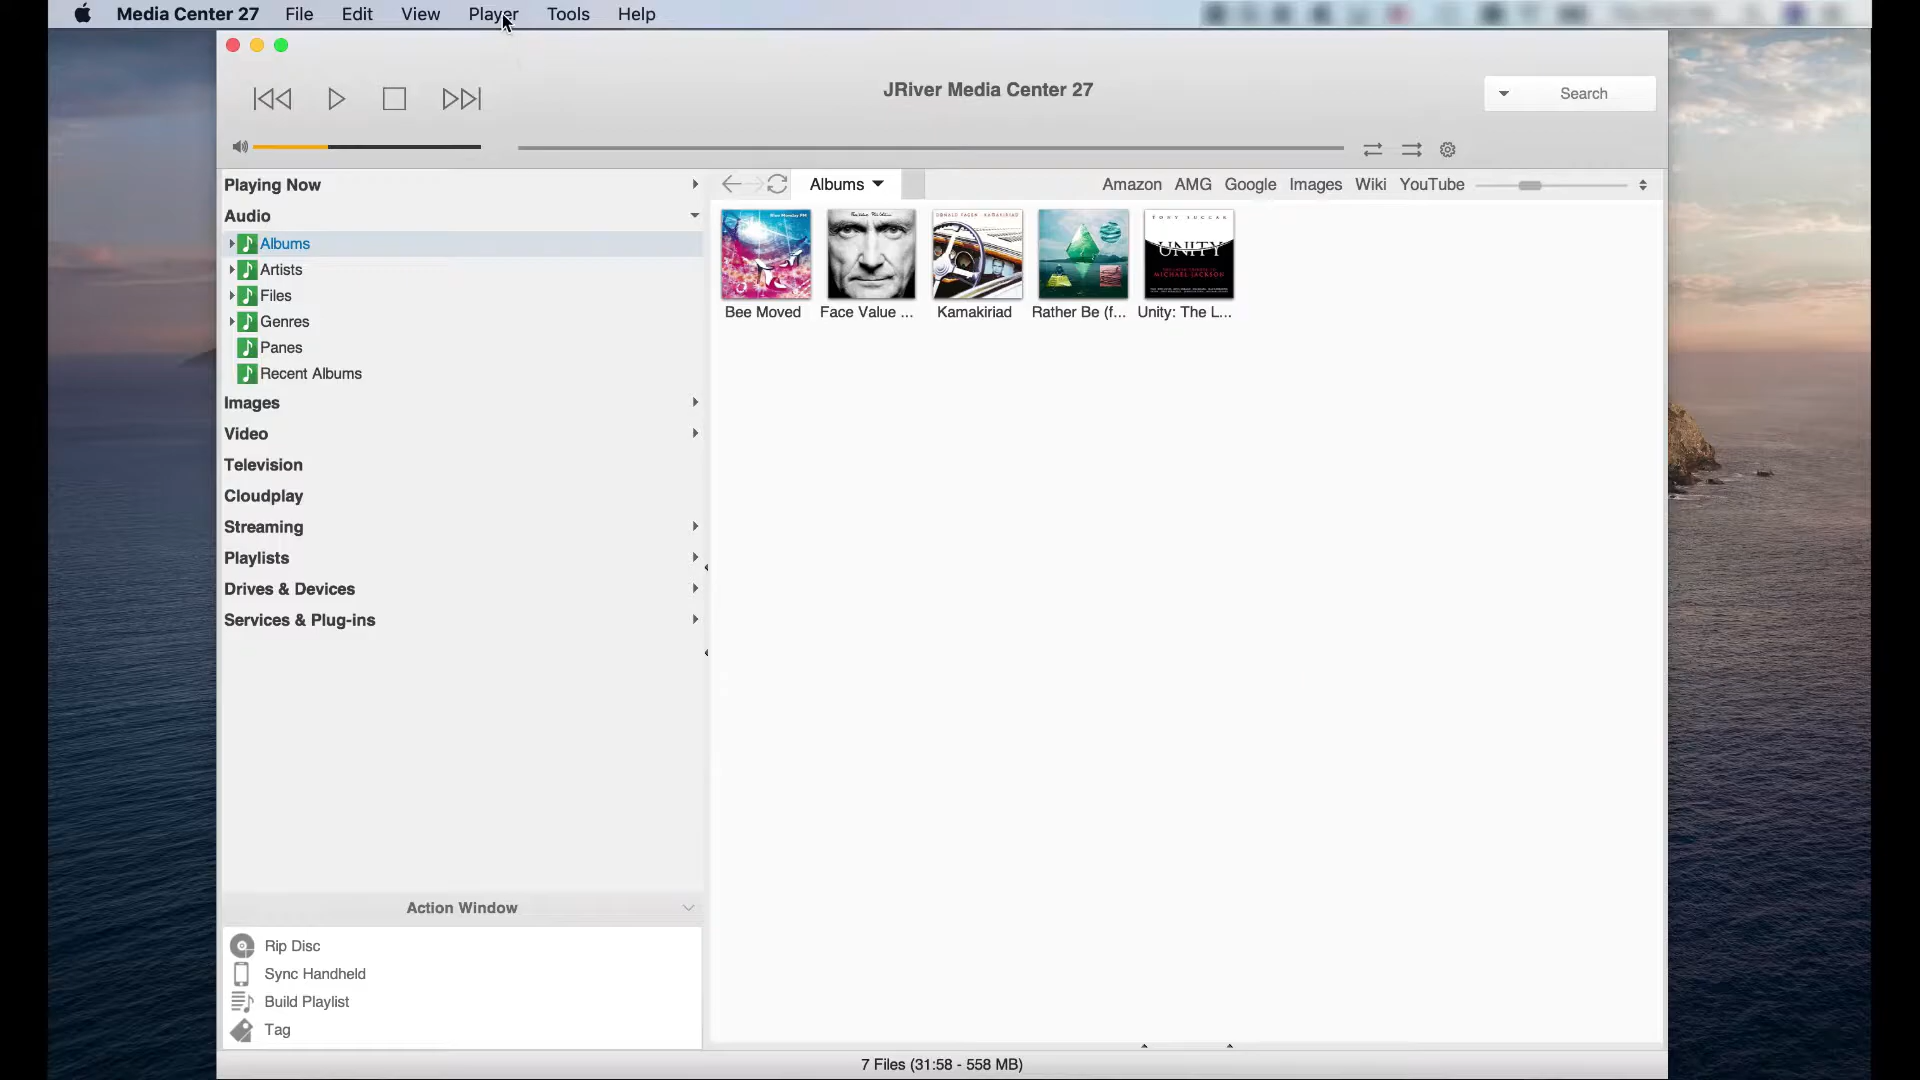 Media Center 27 File Edit View Player Tools Help
JRiver Media Center 27
Search
Playing Now
Audio
Albums
Artists
Files
Genres
Panes
Recent Albums
Images
Video
Television
Cloudplay
Streaming
Playlists
Drives & Devices
Services & Plug-ins
Albums
Amazon AMG Google Images Wiki YouTube
UNITY
MICHAEL JACKSON
Bee Moved
Face Value ...
Kamakiriad
Rather Be (f...
Unity: The L...
Action Window
Rip Disc
Sync Handheld
Build Playlist
Tag
7 Files (31:58 - 558 MB)